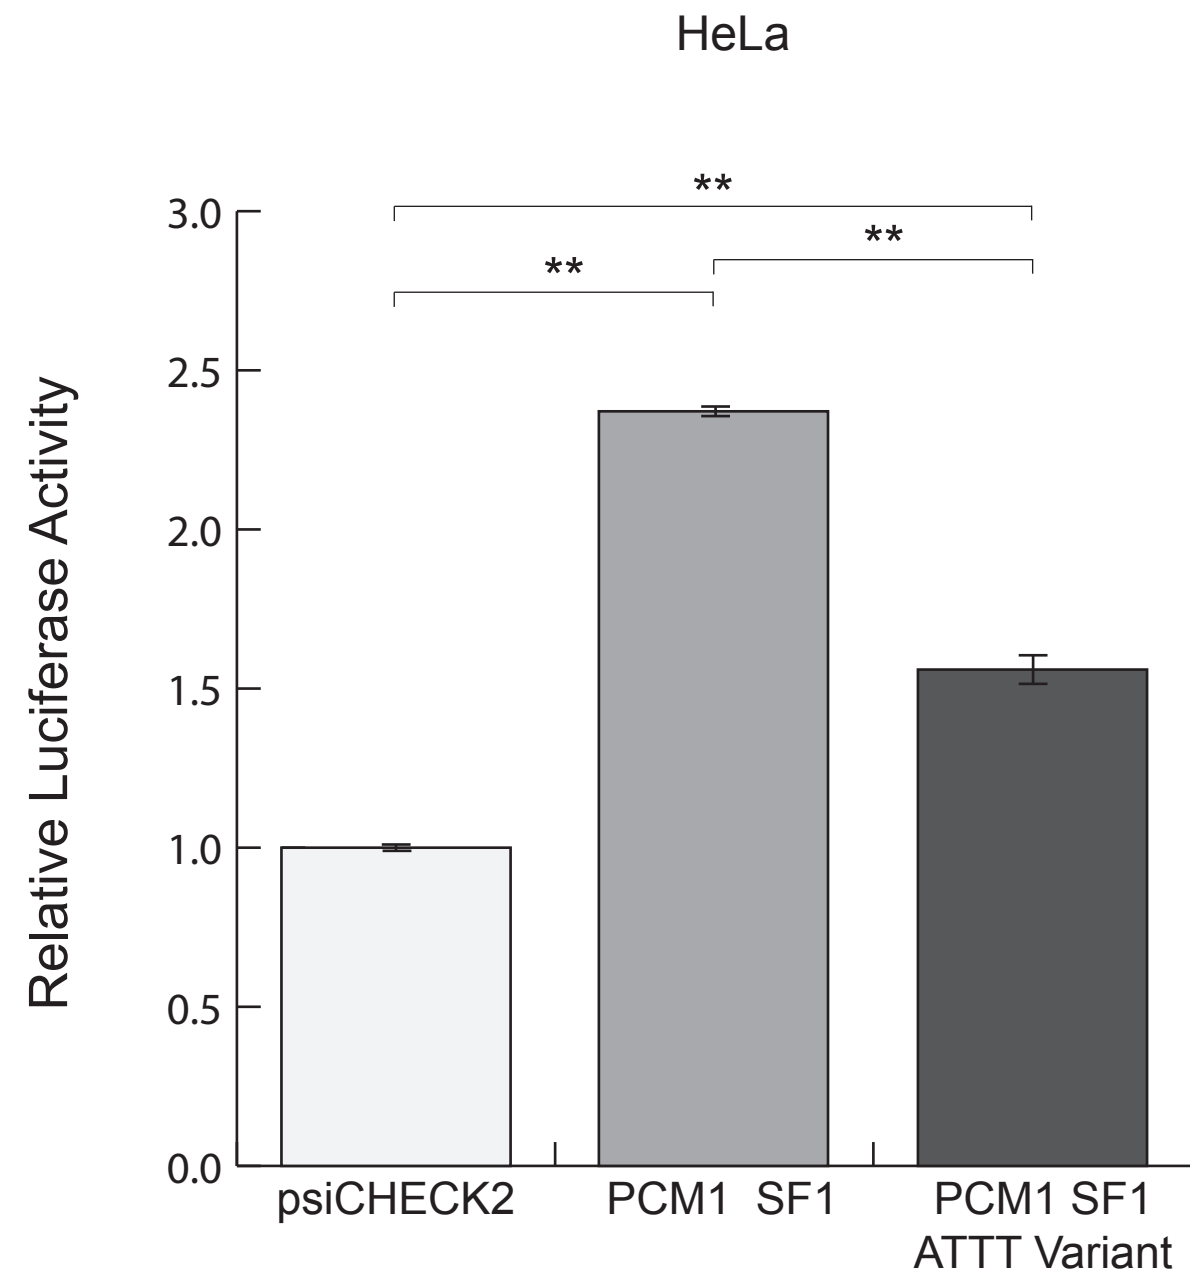 HeLa
**
**
**
Relative Luciferase Activity
3.0
2.5
2.0
1.5
1.0
0.5
0.0
psiCHECK2
PCM1 SF1
PCM1 SF1
ATTT Variant